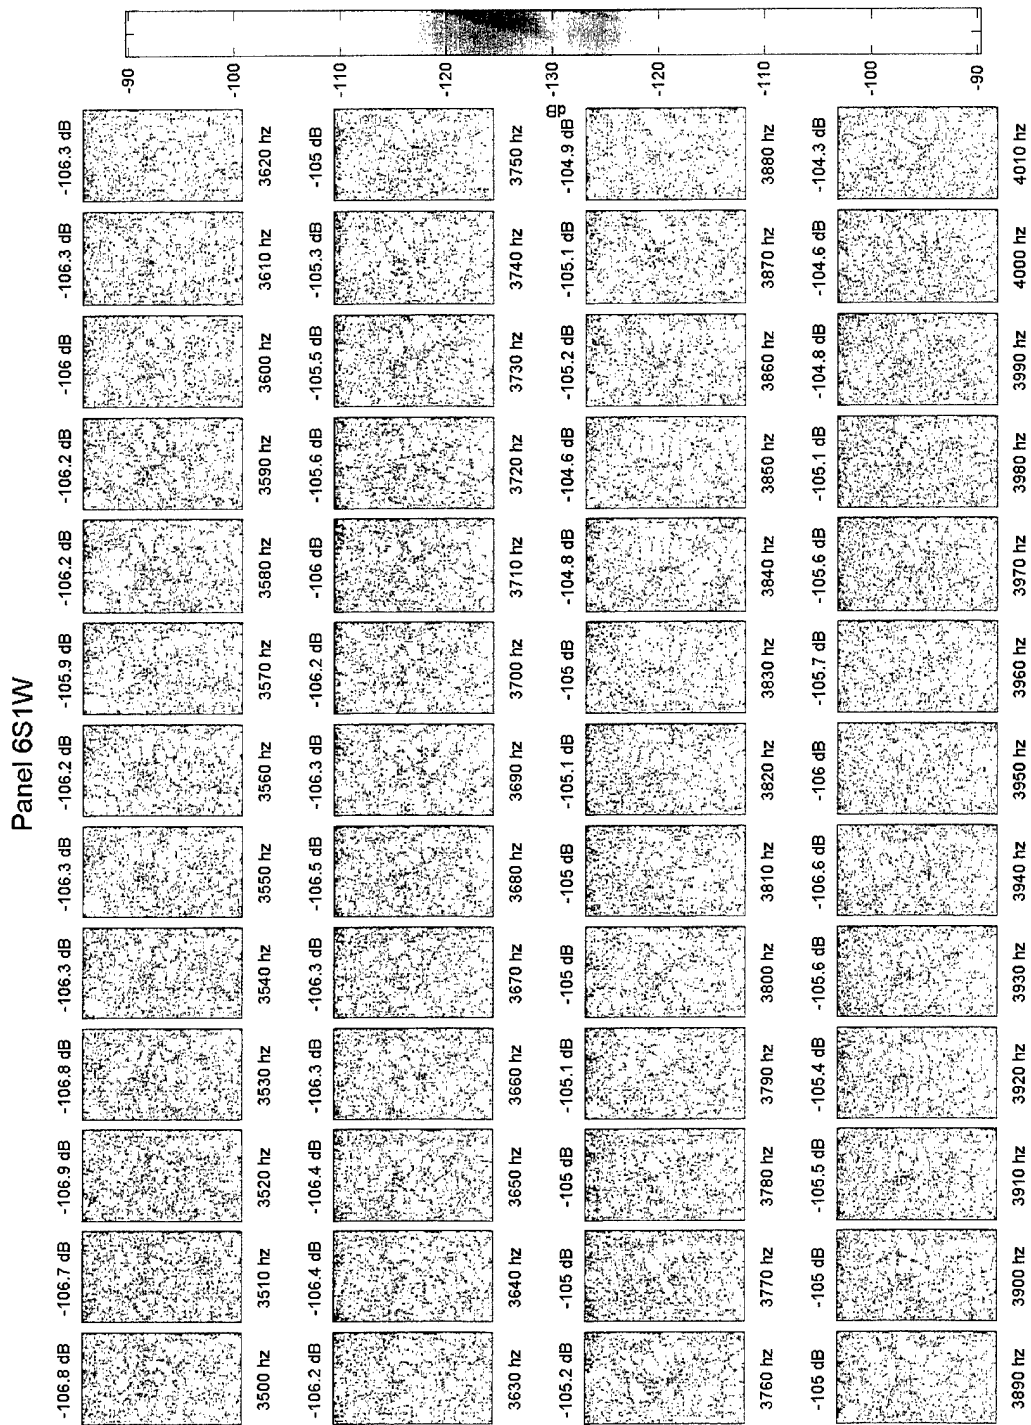 Panel 6S1W
-106.8 dB -106.7 dB -106.9 dB -106.8 dB -106.3 dB -106.3 dB -106.2 dB -105.9 dB -106.2 dB -106.2 dB -106 dB -106.3 dB -106.3 dB
3500 hz 3510 hz 3520 hz 3530 hz 3540 hz 3550 hz 3560 hz 3570 hz 3580 hz 3590 hz 3600 hz 3610 hz 3620 hz
-106.2 dB -106.4 dB -106.4 dB -106.3 dB -106.3 dB -106.5 dB -106.3 dB -106.2 dB -106 dB -105.6 dB -105.5 dB -105.3 dB -105 dB
3630 hz 3640 hz 3650 hz 3660 hz 3670 hz 3680 hz 3690 hz 3700 hz 3710 hz 3720 hz 3730 hz 3740 hz 3750 hz
-105.2 dB -105 dB -105 dB -105.1 dB -105 dB -105 dB -105.1 dB -105 dB -104.8 dB -104.6 dB -105.2 dB -105.1 dB -104.9 dB
3760 hz 3770 hz 3780 hz 3790 hz 3800 hz 3810 hz 3820 hz 3830 hz 3840 hz 3850 hz 3860 hz 3870 hz 3880 hz
-105 dB -105 dB -105.5 dB -105.4 dB -105.6 dB -106.6 dB -106 dB -105.7 dB -105.6 dB -105.1 dB -104.8 dB -104.6 dB -104.3 dB
3890 hz 3900 hz 3910 hz 3920 hz 3930 hz 3940 hz 3950 hz 3960 hz 3970 hz 3980 hz 3990 hz 4000 hz 4010 hz
-90
-100
-110
-120
-130
-120
-110
-100
-90
dB